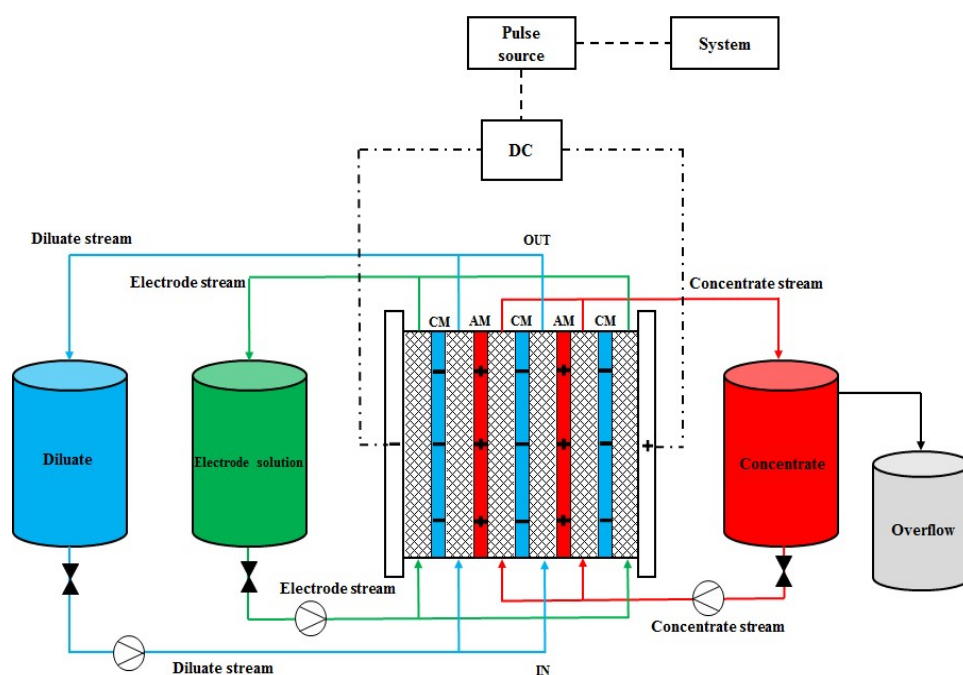 Pulse
source
System
DC
Diluate stream
OUT
Electrode stream
Concentrate stream
CM
AM
CM
AM
CM
-
+
-
+
-
-
-
+
-
+
-
+
-
+
-
+
-
Diluate
Electrode solution
Concentrate
Overflow
Electrode stream
Concentrate stream
Diluate stream
IN